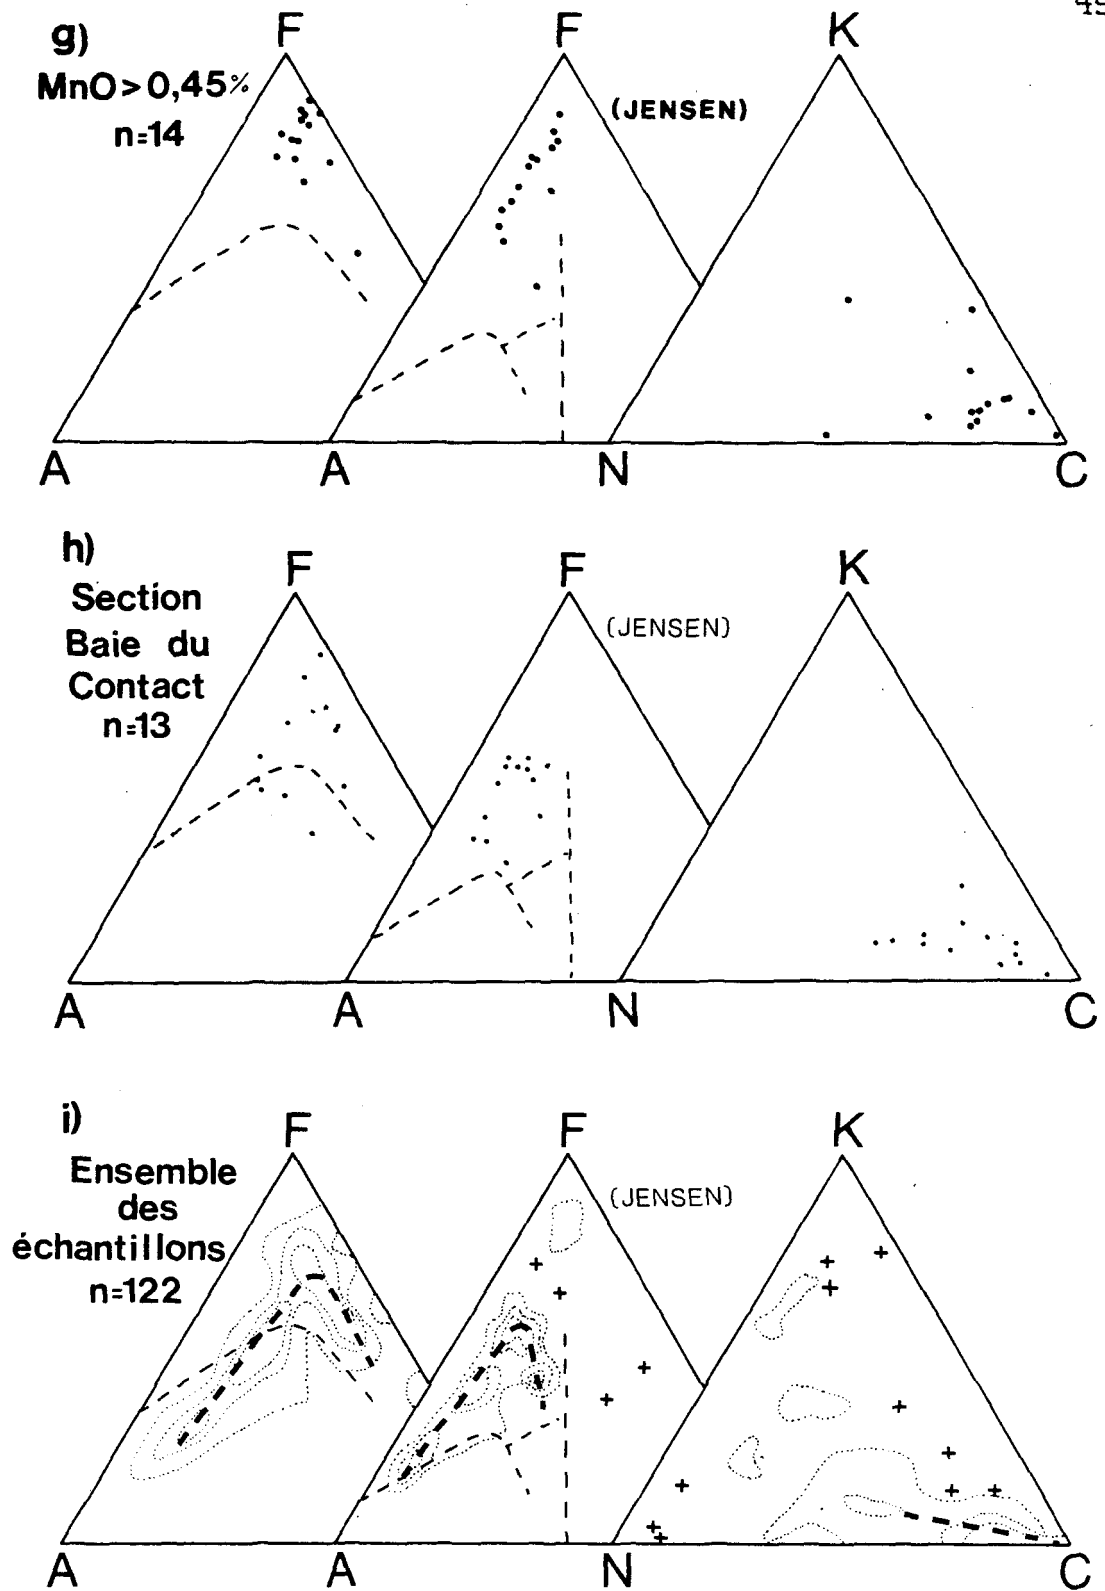 49
g)
MnO > 0,45%
n=14
F
F
K
(JENSEN)
A
A
N
C
h)
Section
Baie du
Contact
n=13
F
F
K
(JENSEN)
A
A
N
C
i)
Ensemble
des
échantillons
n=122
F
F
K
(JENSEN)
A
A
N
C